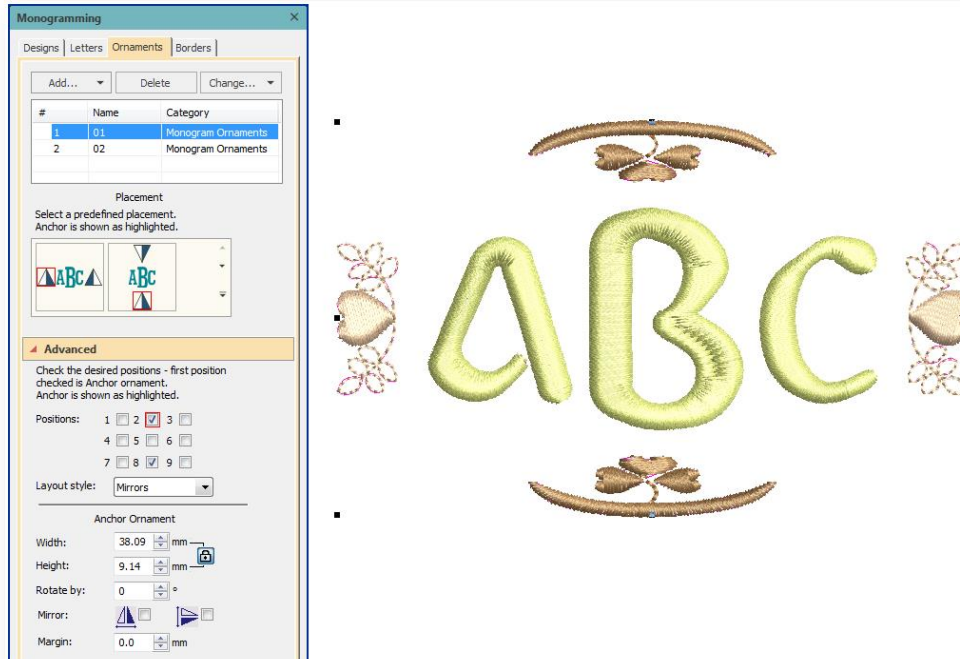 Monogramming
Designs Letters Ornaments Borders
Add... Delete Change...
# Name Category
1 01 Monogram Ornaments
2 02 Monogram Ornaments
Placement
Select a predefined placement.
Anchor is shown as highlighted.
ABC ABC
Advanced
Check the desired positions - first position
checked is Anchor ornament.
Anchor is shown as highlighted.
Positions: 1 2 3
4 5 6
7 8 9
Layout style: Mirrors
Anchor Ornament
Width: 38.09 mm
Height: 9.14 mm
Rotate by: 0 °
Mirror:
Margin: 0.0 mm
ABC